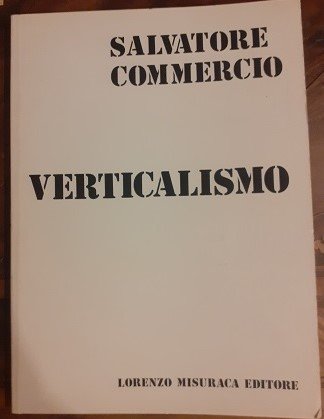 SALVATORE
COMMERCIO
VERTICALISMO
LORENZO MISURACA EDITORE